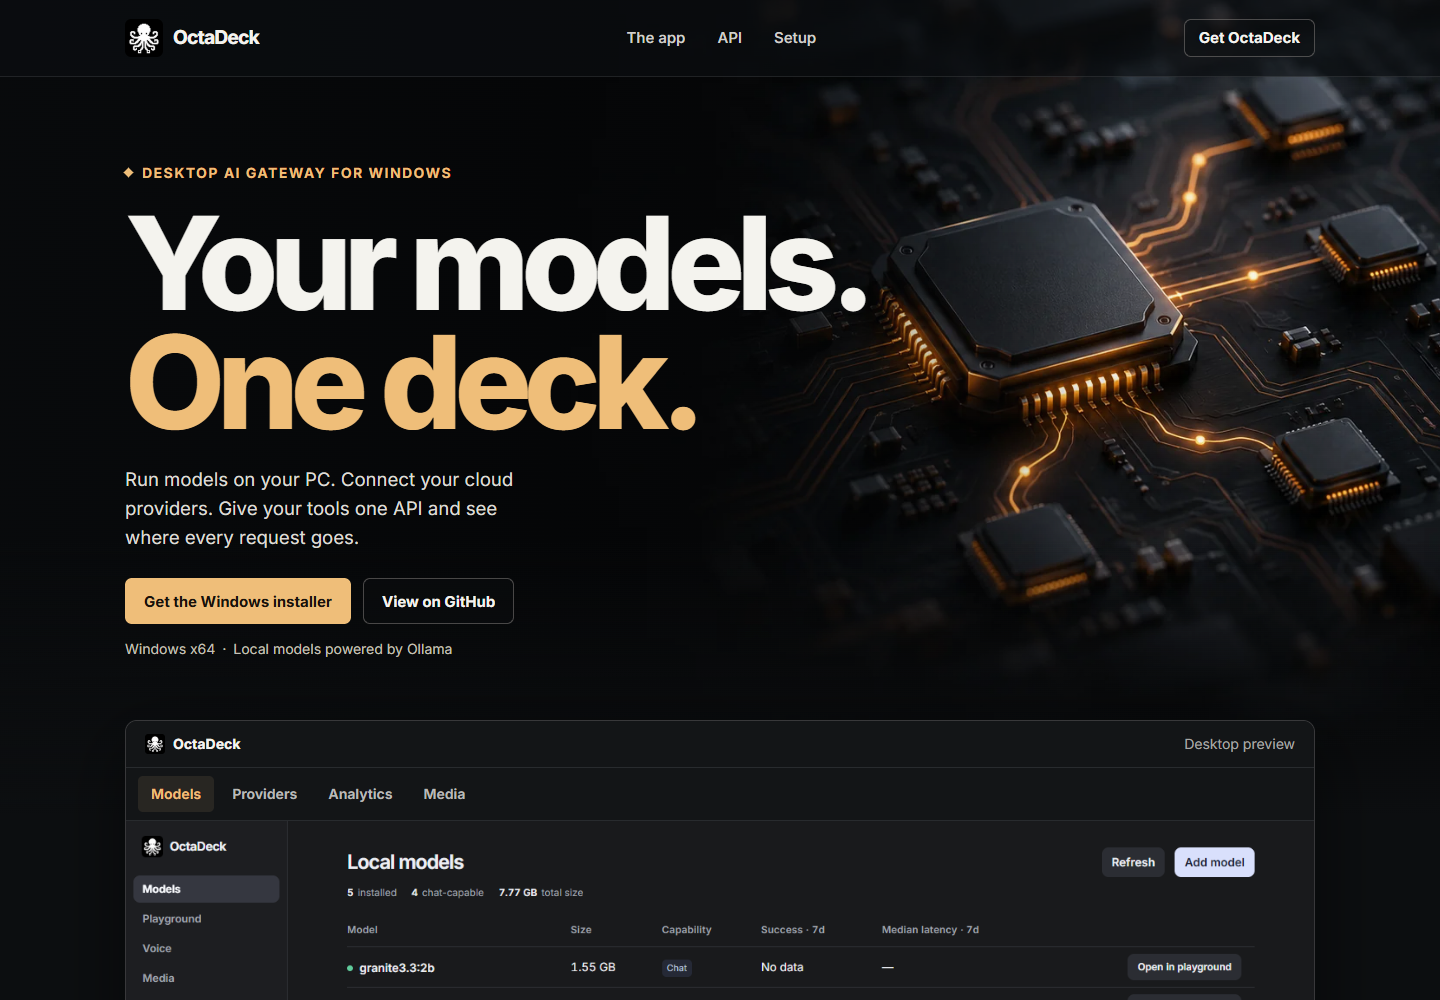 OctaDeck
The app
API
Setup
Get OctaDeck
DESKTOP AI GATEWAY FOR WINDOWS
Your models.
One deck.
Run models on your PC. Connect your cloud
providers. Give your tools one API and see
where every request goes.
Get the Windows installer
View on GitHub
Windows x64 · Local models powered by Ollama
OctaDeck
Desktop preview
Models
Providers
Analytics
Media
OctaDeck
Models
Playground
Voice
Media
Local models
Refresh
Add model
5 installed 4 chat-capable 7.77 GB total size
Model Size Capability Success · 7d Median latency · 7d
granite3.3:2b 1.55 GB Chat No data — Open in playground